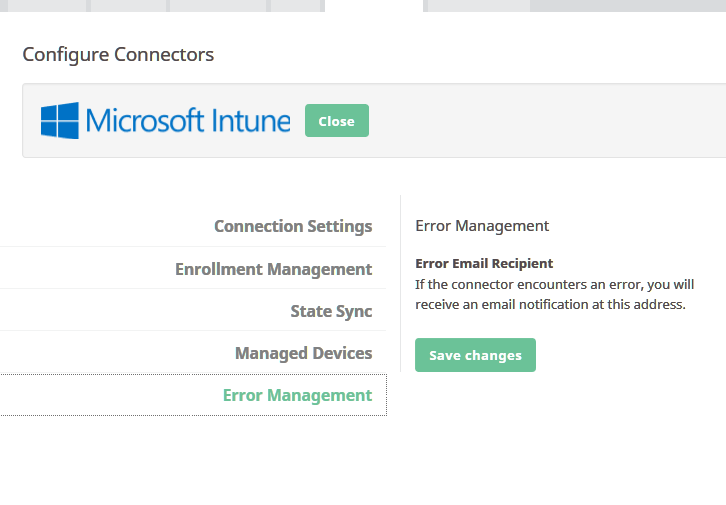 Configure Connectors
Microsoft Intune
Close
Connection Settings
Enrollment Management
State Sync
Managed Devices
Error Management
Error Management
Error Email Recipient
If the connector encounters an error, you will
receive an email notification at this address.
Save changes